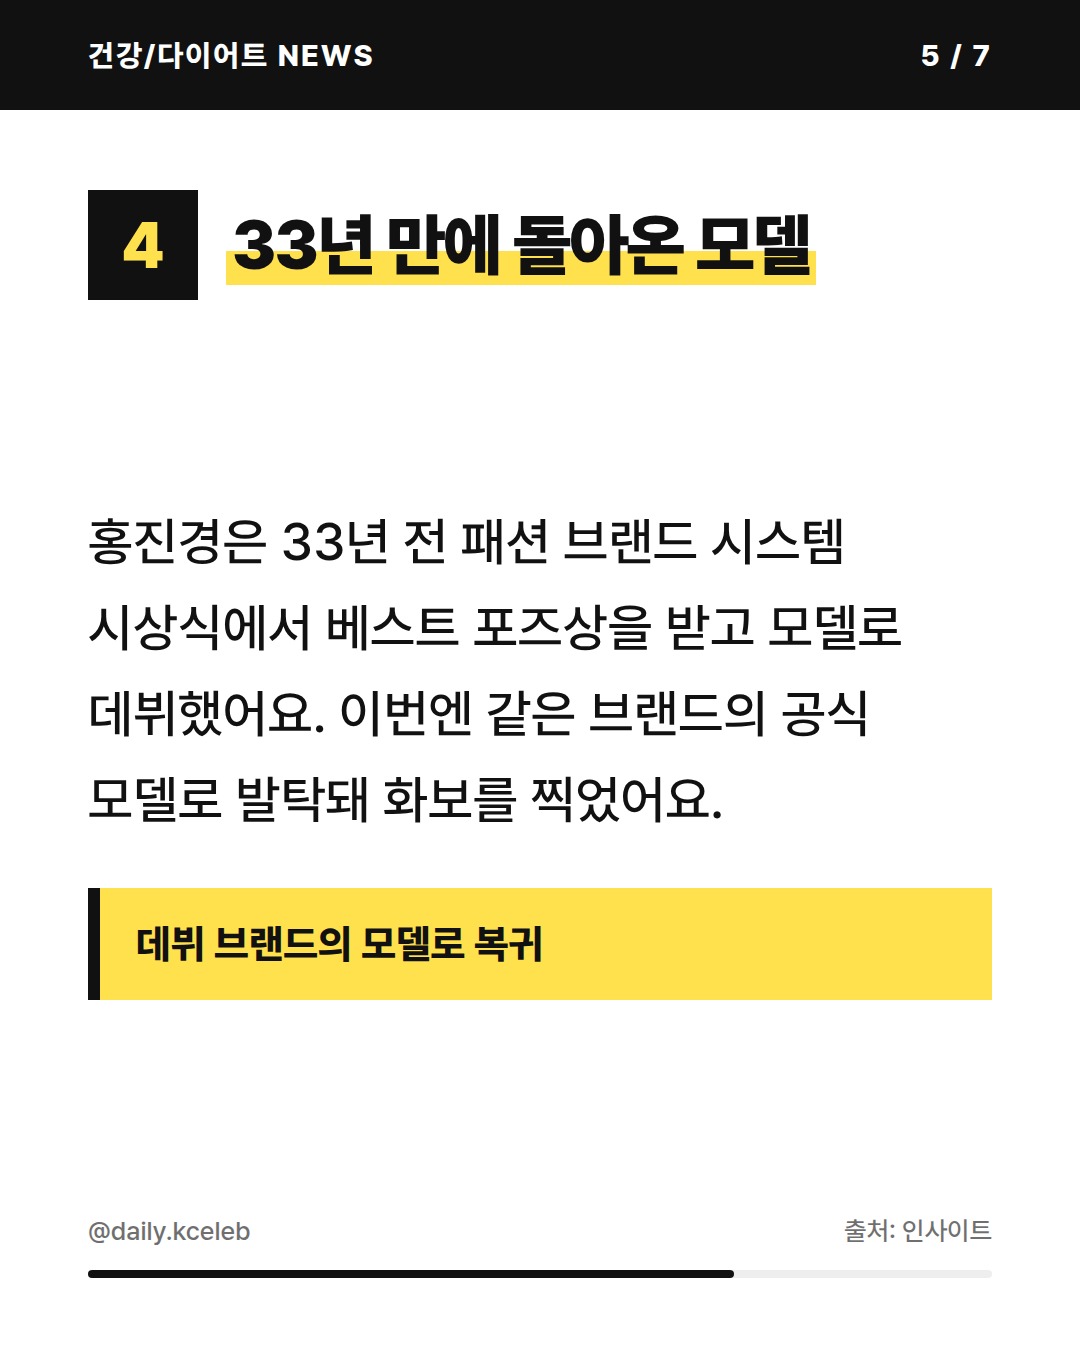 건강/다이어트 NEWS
5 / 7
4
33년 만에 돌아온 모델
홍진경은 33년 전 패션 브랜드 시스템
시상식에서 베스트 포즈상을 받고 모델로
데뷔했어요. 이번엔 같은 브랜드의 공식
모델로 발탁돼 화보를 찍었어요.
데뷔 브랜드의 모델로 복귀
@daily.kceleb
출처: 인사이트